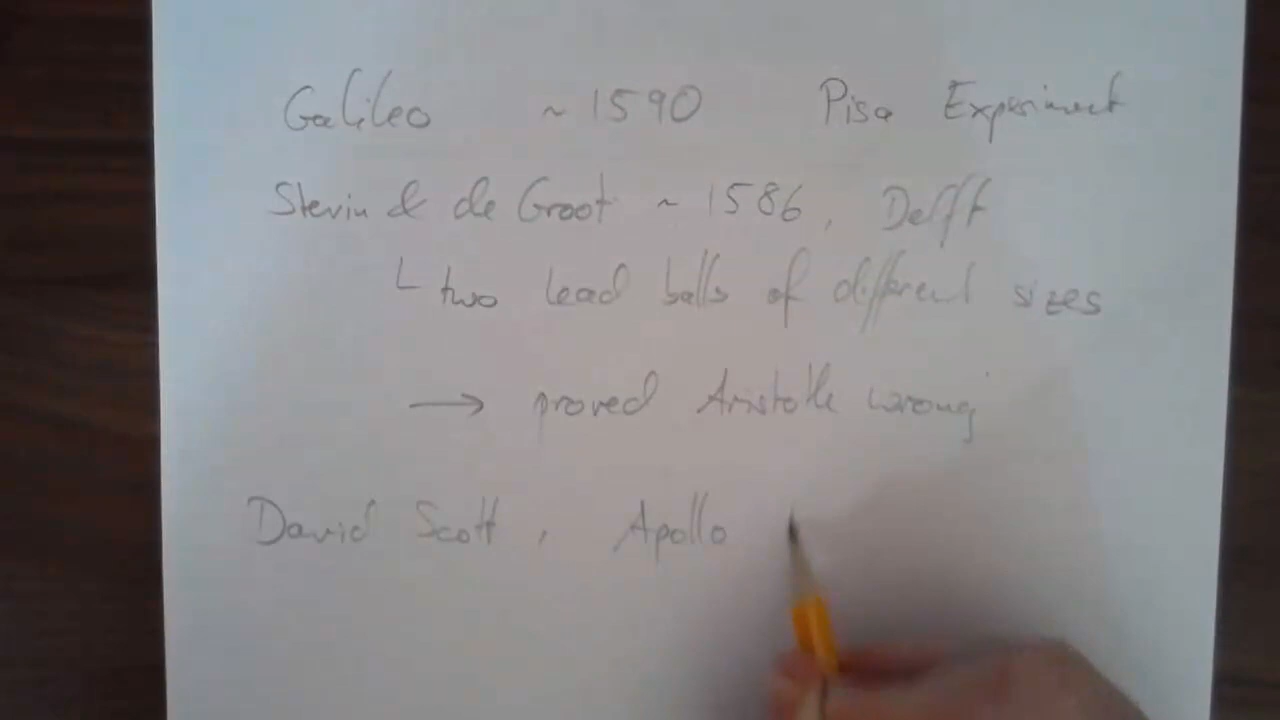 Galileo ~1590 Pisa Experiment
Stevin & de Groot ~ 1586, Delft
└ two lead balls of different sizes
→ proved Aristotle wrong
David Scott, Apollo